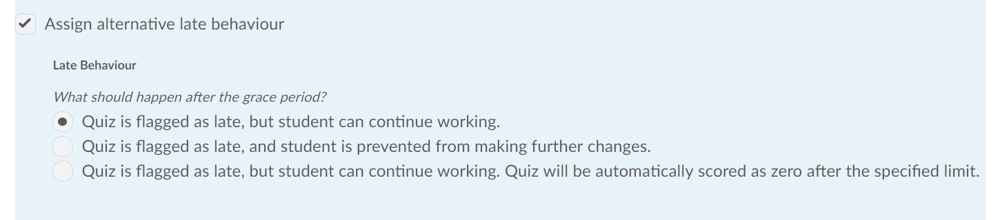 Assign alternative late behaviour
Late Behaviour
What should happen after the grace period?
Quiz is flagged as late, but student can continue working.
Quiz is flagged as late, and student is prevented from making further changes.
Quiz is flagged as late, but student can continue working. Quiz will be automatically scored as zero after the specified limit.